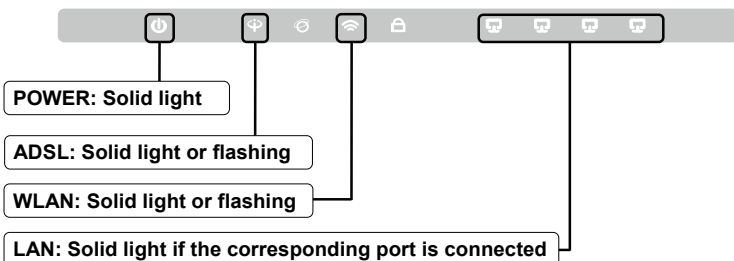 POWER: Solid light
ADSL: Solid light or flashing
WLAN: Solid light or flashing
LAN: Solid light if the corresponding port is connected